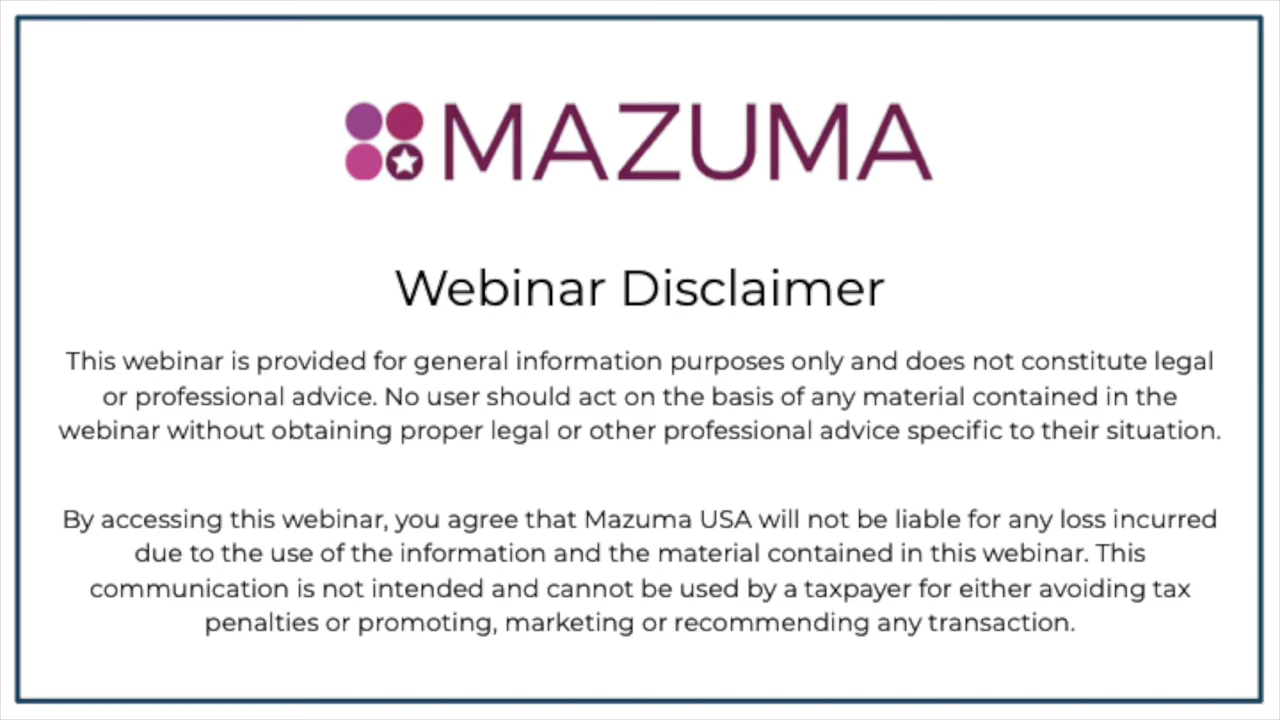 MAZUMA
Webinar Disclaimer
This webinar is provided for general information purposes only and does not constitute legal
or professional advice. No user should act on the basis of any material contained in the
webinar without obtaining proper legal or other professional advice specific to their situation.
By accessing this webinar, you agree that Mazuma USA will not be liable for any loss incurred
due to the use of the information and the material contained in this webinar. This
communication is not intended and cannot be used by a taxpayer for either avoiding tax
penalties or promoting, marketing or recommending any transaction.